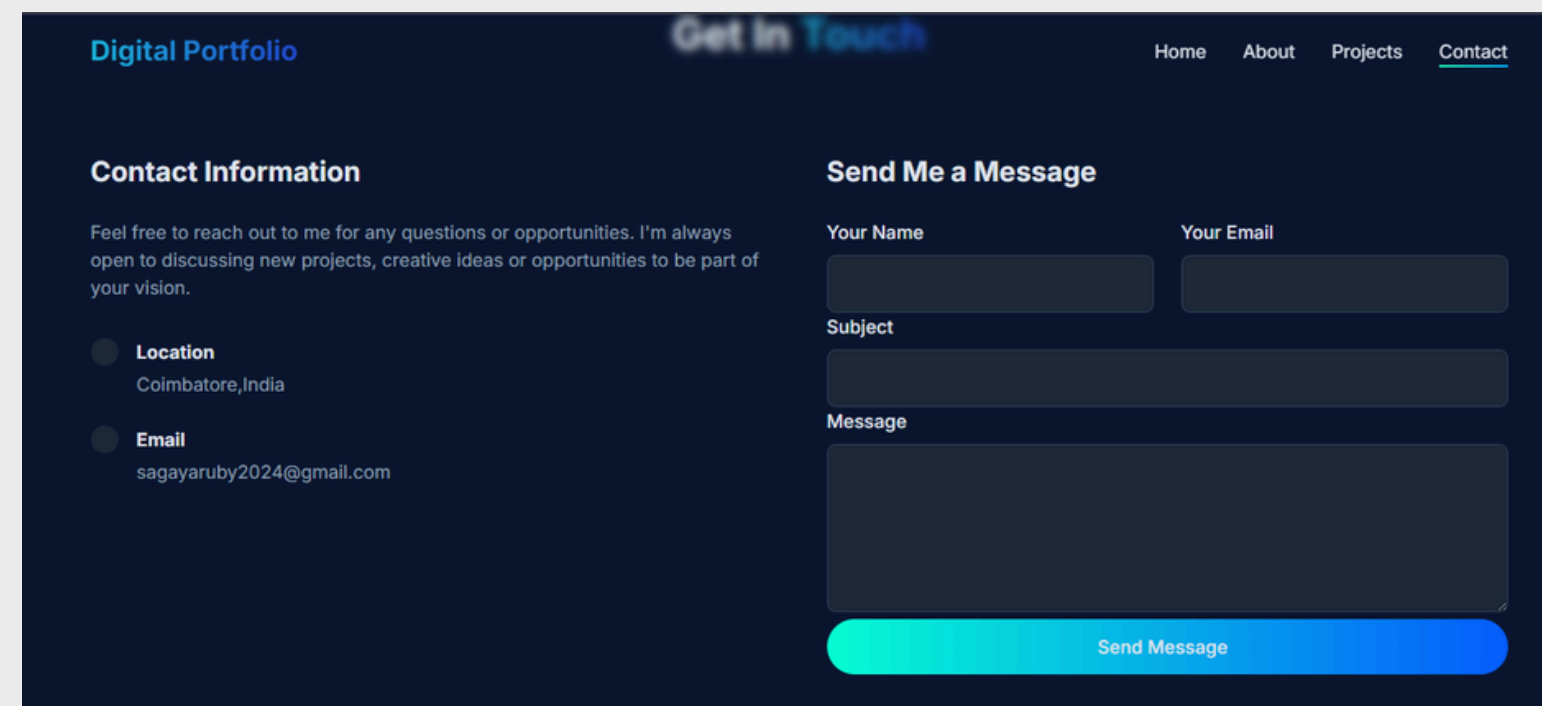 Get In Touch
Digital Portfolio
Home About Projects Contact
Contact Information
Feel free to reach out to me for any questions or opportunities. I'm always
open to discussing new projects, creative ideas or opportunities to be part of
your vision.
Location
Coimbatore,India
Email
sagayaruby2024@gmail.com
Send Me a Message
Your Name Your Email
Subject
Message
Send Message